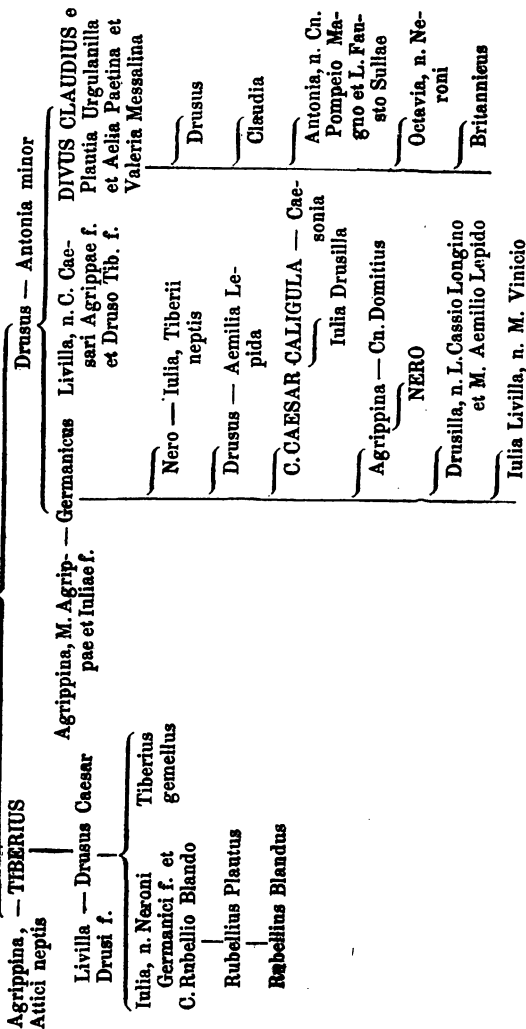 Agrippina, — TIBERIUS
Attici neptis
Drusus — Antonia minor
Livilla — Drusus Caesar
Drusi f.
Agrippina, M. Agrip- — Germanicus
pae et Iuliae f.
Livilla, n. C. Cae-
sari Agrippae f.
et Druso Tib. f.
DIVUS CLAUDIUS e
Plautia Urgulanilla
et Aelia Paetina et
Valeria Messalina
Iulia, n. Neroni
Germanici f. et
C. Rubellio Blando
Tiberius
gemellus
Rubellius Plautus
Rubellius Blandus
Nero — Iulia, Tiberii
neptis
Drusus — Aemilia Le-
pida
C. CAESAR CALIGULA — Cae-
sonia
Iulia Drusilla
Agrippina — Cn. Domitius
NERO
Drusilla, n. L. Cassio Longino
et M. Aemilio Lepido
Iulia Livilla, n. M. Vinicio
Drusus
Claudia
Antonia, n. Cn.
Pompeio Ma-
gno et L. Fau-
sto Sullae
Octavia, n. Ne-
roni
Britannicus